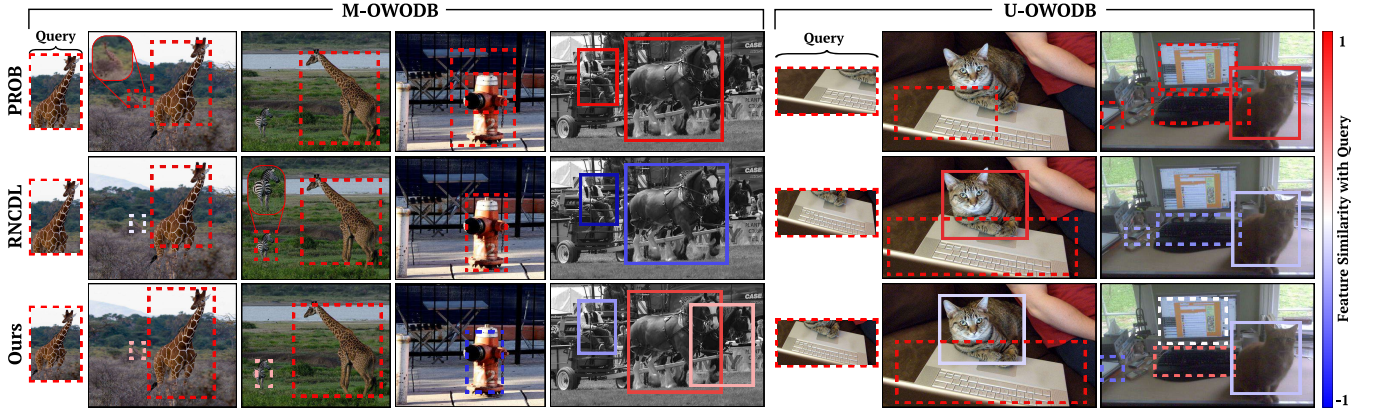 M-OWODB
U-OWODB
Query
Query
PROB
RNCDL
Ours
CASE
CASE
CASE
1
Feature Similarity with Query
-1